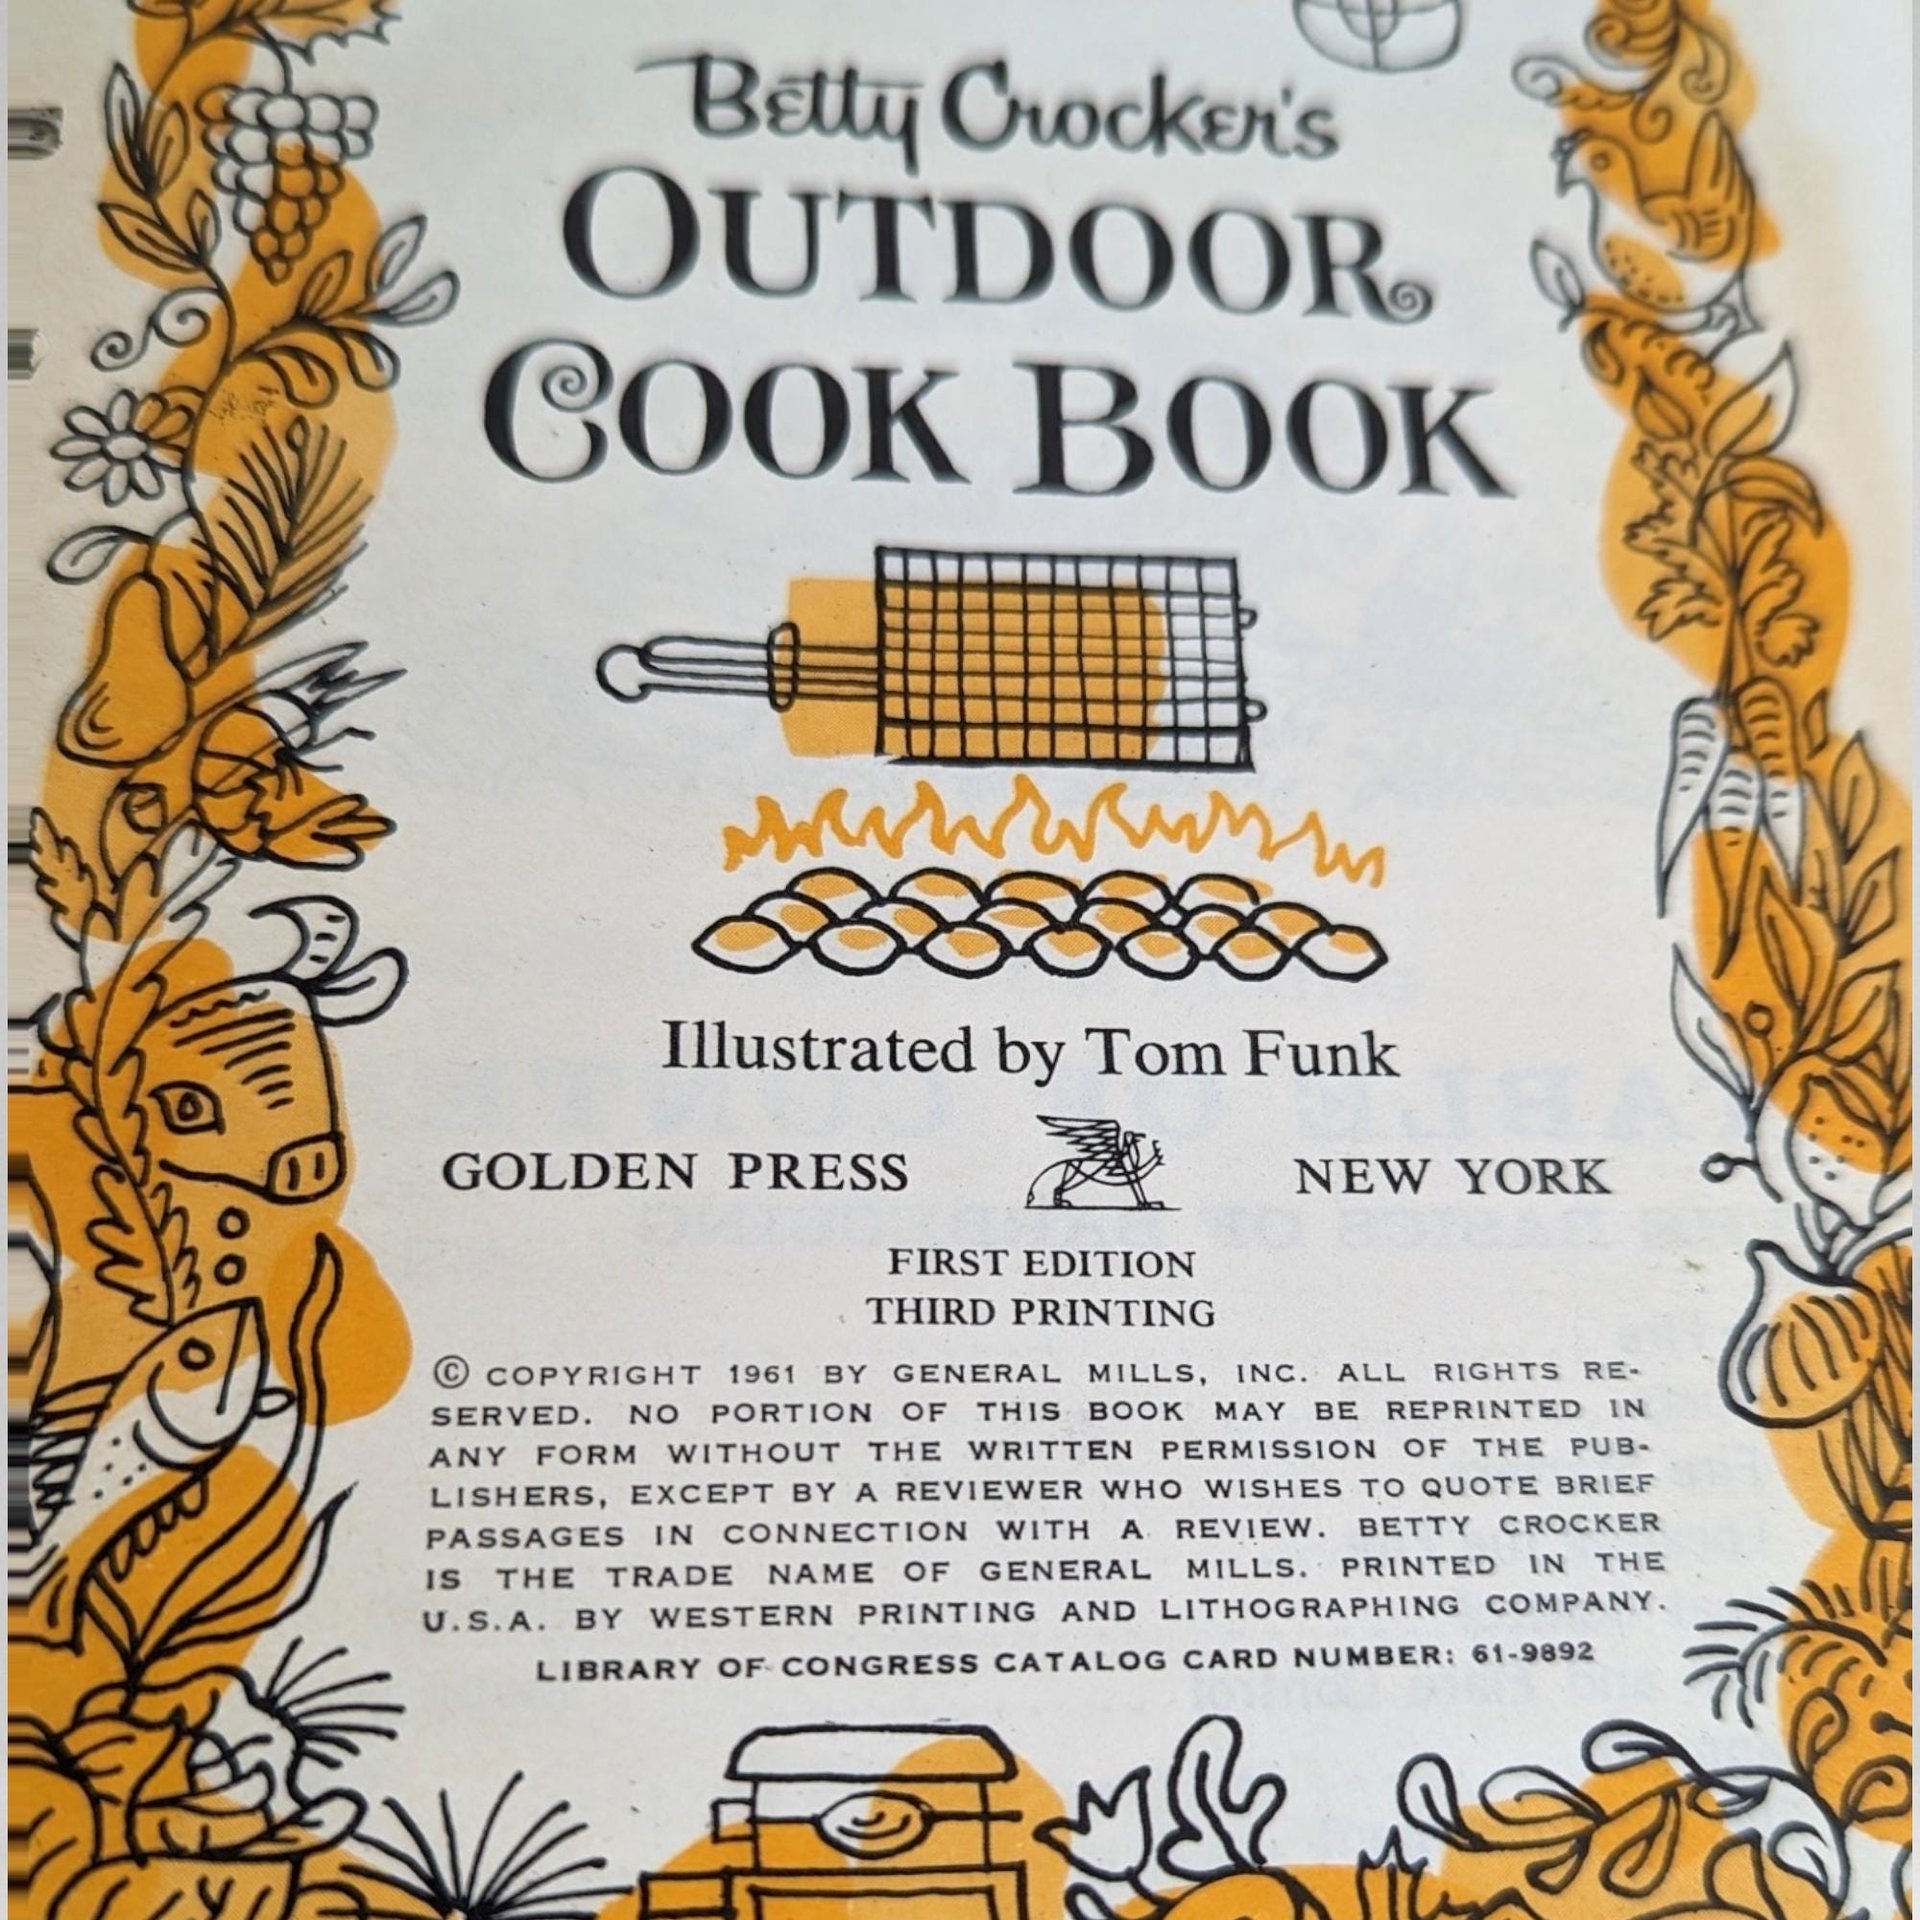 Betty Crocker's
OUTDOOR
COOK BOOK
Illustrated by Tom Funk
GOLDEN PRESS NEW YORK
FIRST EDITION
THIRD PRINTING
© COPYRIGHT 1961 BY GENERAL MILLS, INC. ALL RIGHTS RE-
SERVED. NO PORTION OF THIS BOOK MAY BE REPRINTED IN
ANY FORM WITHOUT THE WRITTEN PERMISSION OF THE PUB-
LISHERS, EXCEPT BY A REVIEWER WHO WISHES TO QUOTE BRIEF
PASSAGES IN CONNECTION WITH A REVIEW. BETTY CROCKER
IS THE TRADE NAME OF GENERAL MILLS. PRINTED IN THE
U.S.A. BY WESTERN PRINTING AND LITHOGRAPHING COMPANY.
LIBRARY OF CONGRESS CATALOG CARD NUMBER: 61-9892